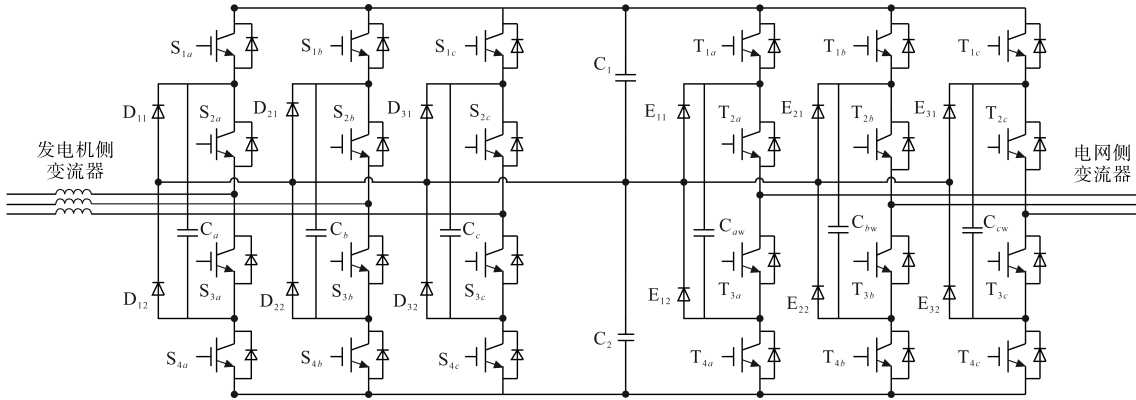 S1a
S1b
S1c
T1a
T1b
T1c
C1
D11
S2a
D21
S2b
D31
S2c
E11
T2a
E21
T2b
E31
T2c
发电机侧
变流器
电网侧
变流器
Ca
Cb
Cc
Caw
Cbw
Ccw
D12
S3a
D22
S3b
D32
S3c
E12
T3a
E22
T3b
E32
T3c
C2
S4a
S4b
S4c
T4a
T4b
T4c